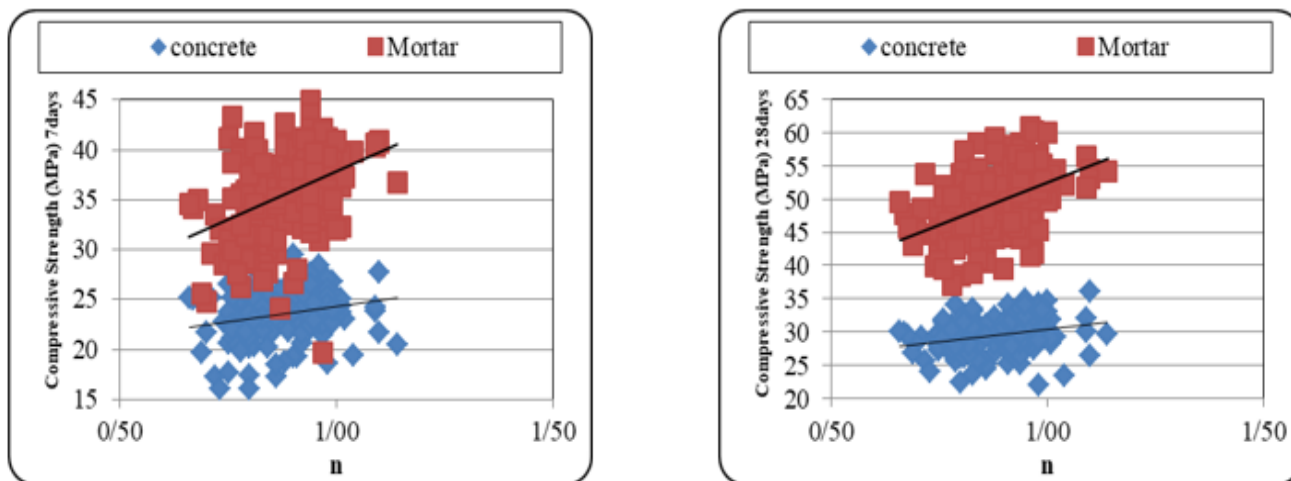 concrete Mortar
Compressive Strength (MPa) 7days
45
40
35
30
25
20
15
0/50 1/00 1/50
n
concrete Mortar
Compressive Strength (MPa) 28days
65
60
55
50
45
40
35
30
25
20
0/50 1/00 1/50
n